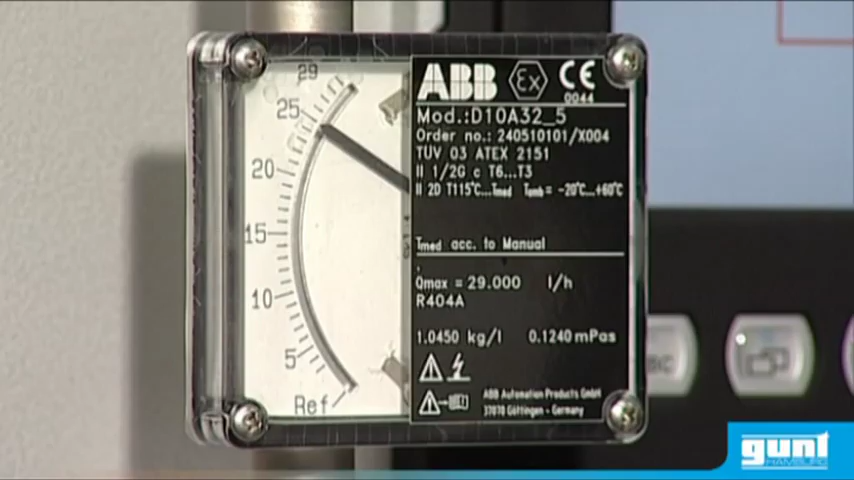 29
25
20
15
10
5
Ref
ABB Ex CE
0044
Mod.:D10A32_5
Order no.: 240510101/X004
TÜV 03 ATEX 2151
II 1/2G c T6...T3
II 2D T115°C...Tmed Tamb = -20°C...+60°C
Tmed acc. to Manual
Qmax = 29.000 l/h
R404A
1.0450 kg/l 0.1240 mPas
ABB Automation Products GmbH
37070 Göttingen - Germany
gunt
HAMBURG